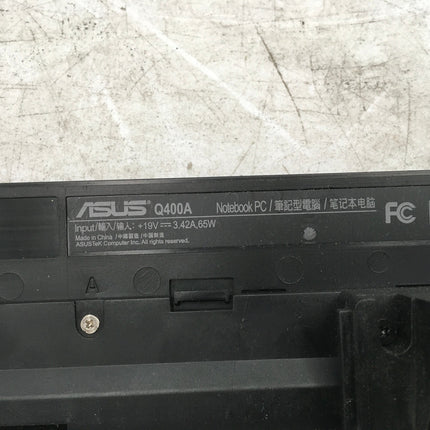 ASUS Q400A Notebook PC / 筆記型電腦 / 笔记本电脑 FC
Input/輸入/输入: +19V⎓3.42A,65W
Made in China /中國製造 /中国制造
ASUSTeK Computer Inc. All rights reserved.
A